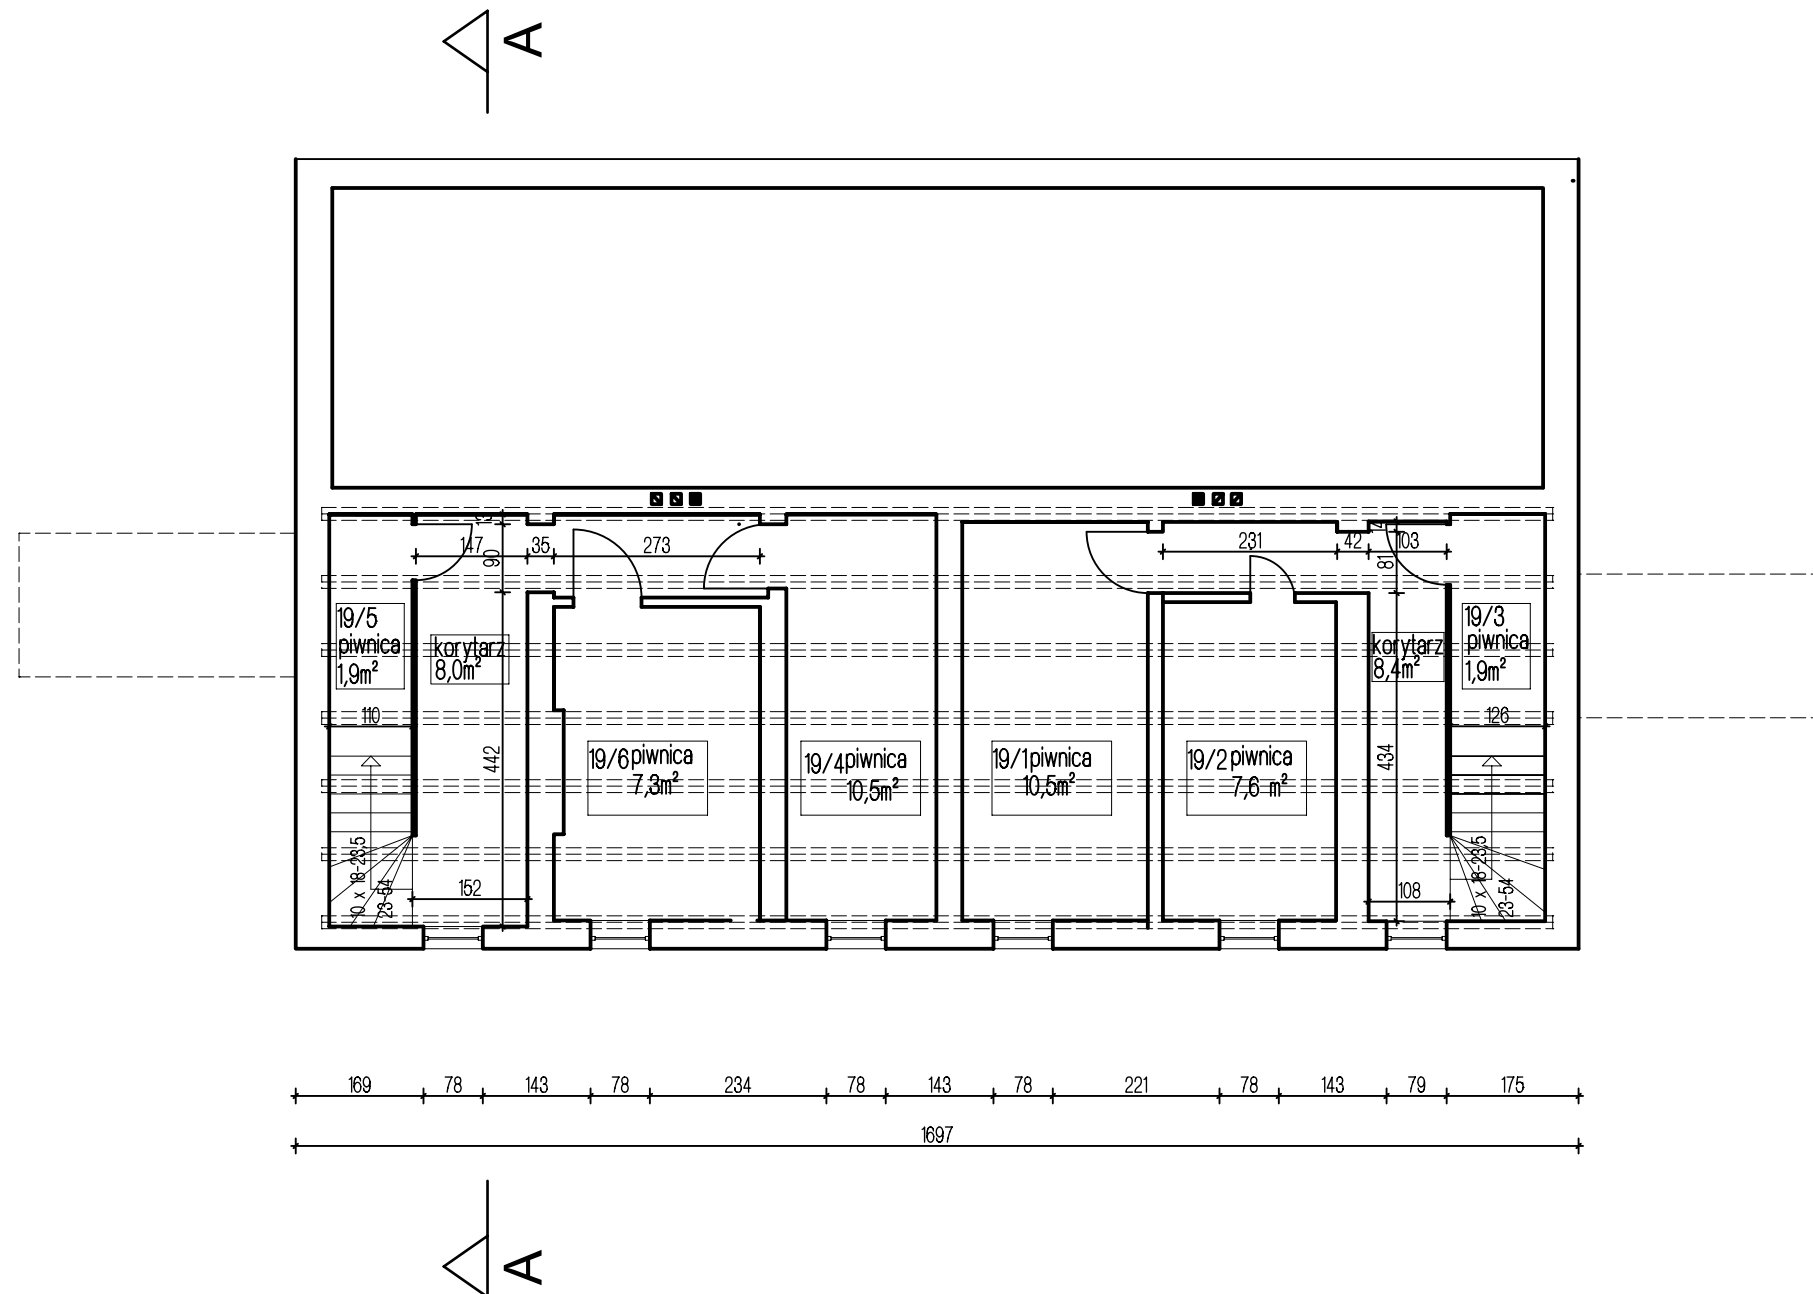 A
13
147
35
273
90
231
42
103
81
19/5
piwnica
1,9m²
korytarz
8,0m²
korytarz
8,4m²
19/3
piwnica
1,9m²
110
126
442
434
19/6 piwnica
7,3m²
19/4 piwnica
10,5m²
19/1 piwnica
10,5m²
19/2 piwnica
7,6 m²
10 x 18-23,5
23-54
152
108
10 x 18-23,5
23-54
169 78 143 78 234 78 143 78 221 78 143 79 175
1697
A